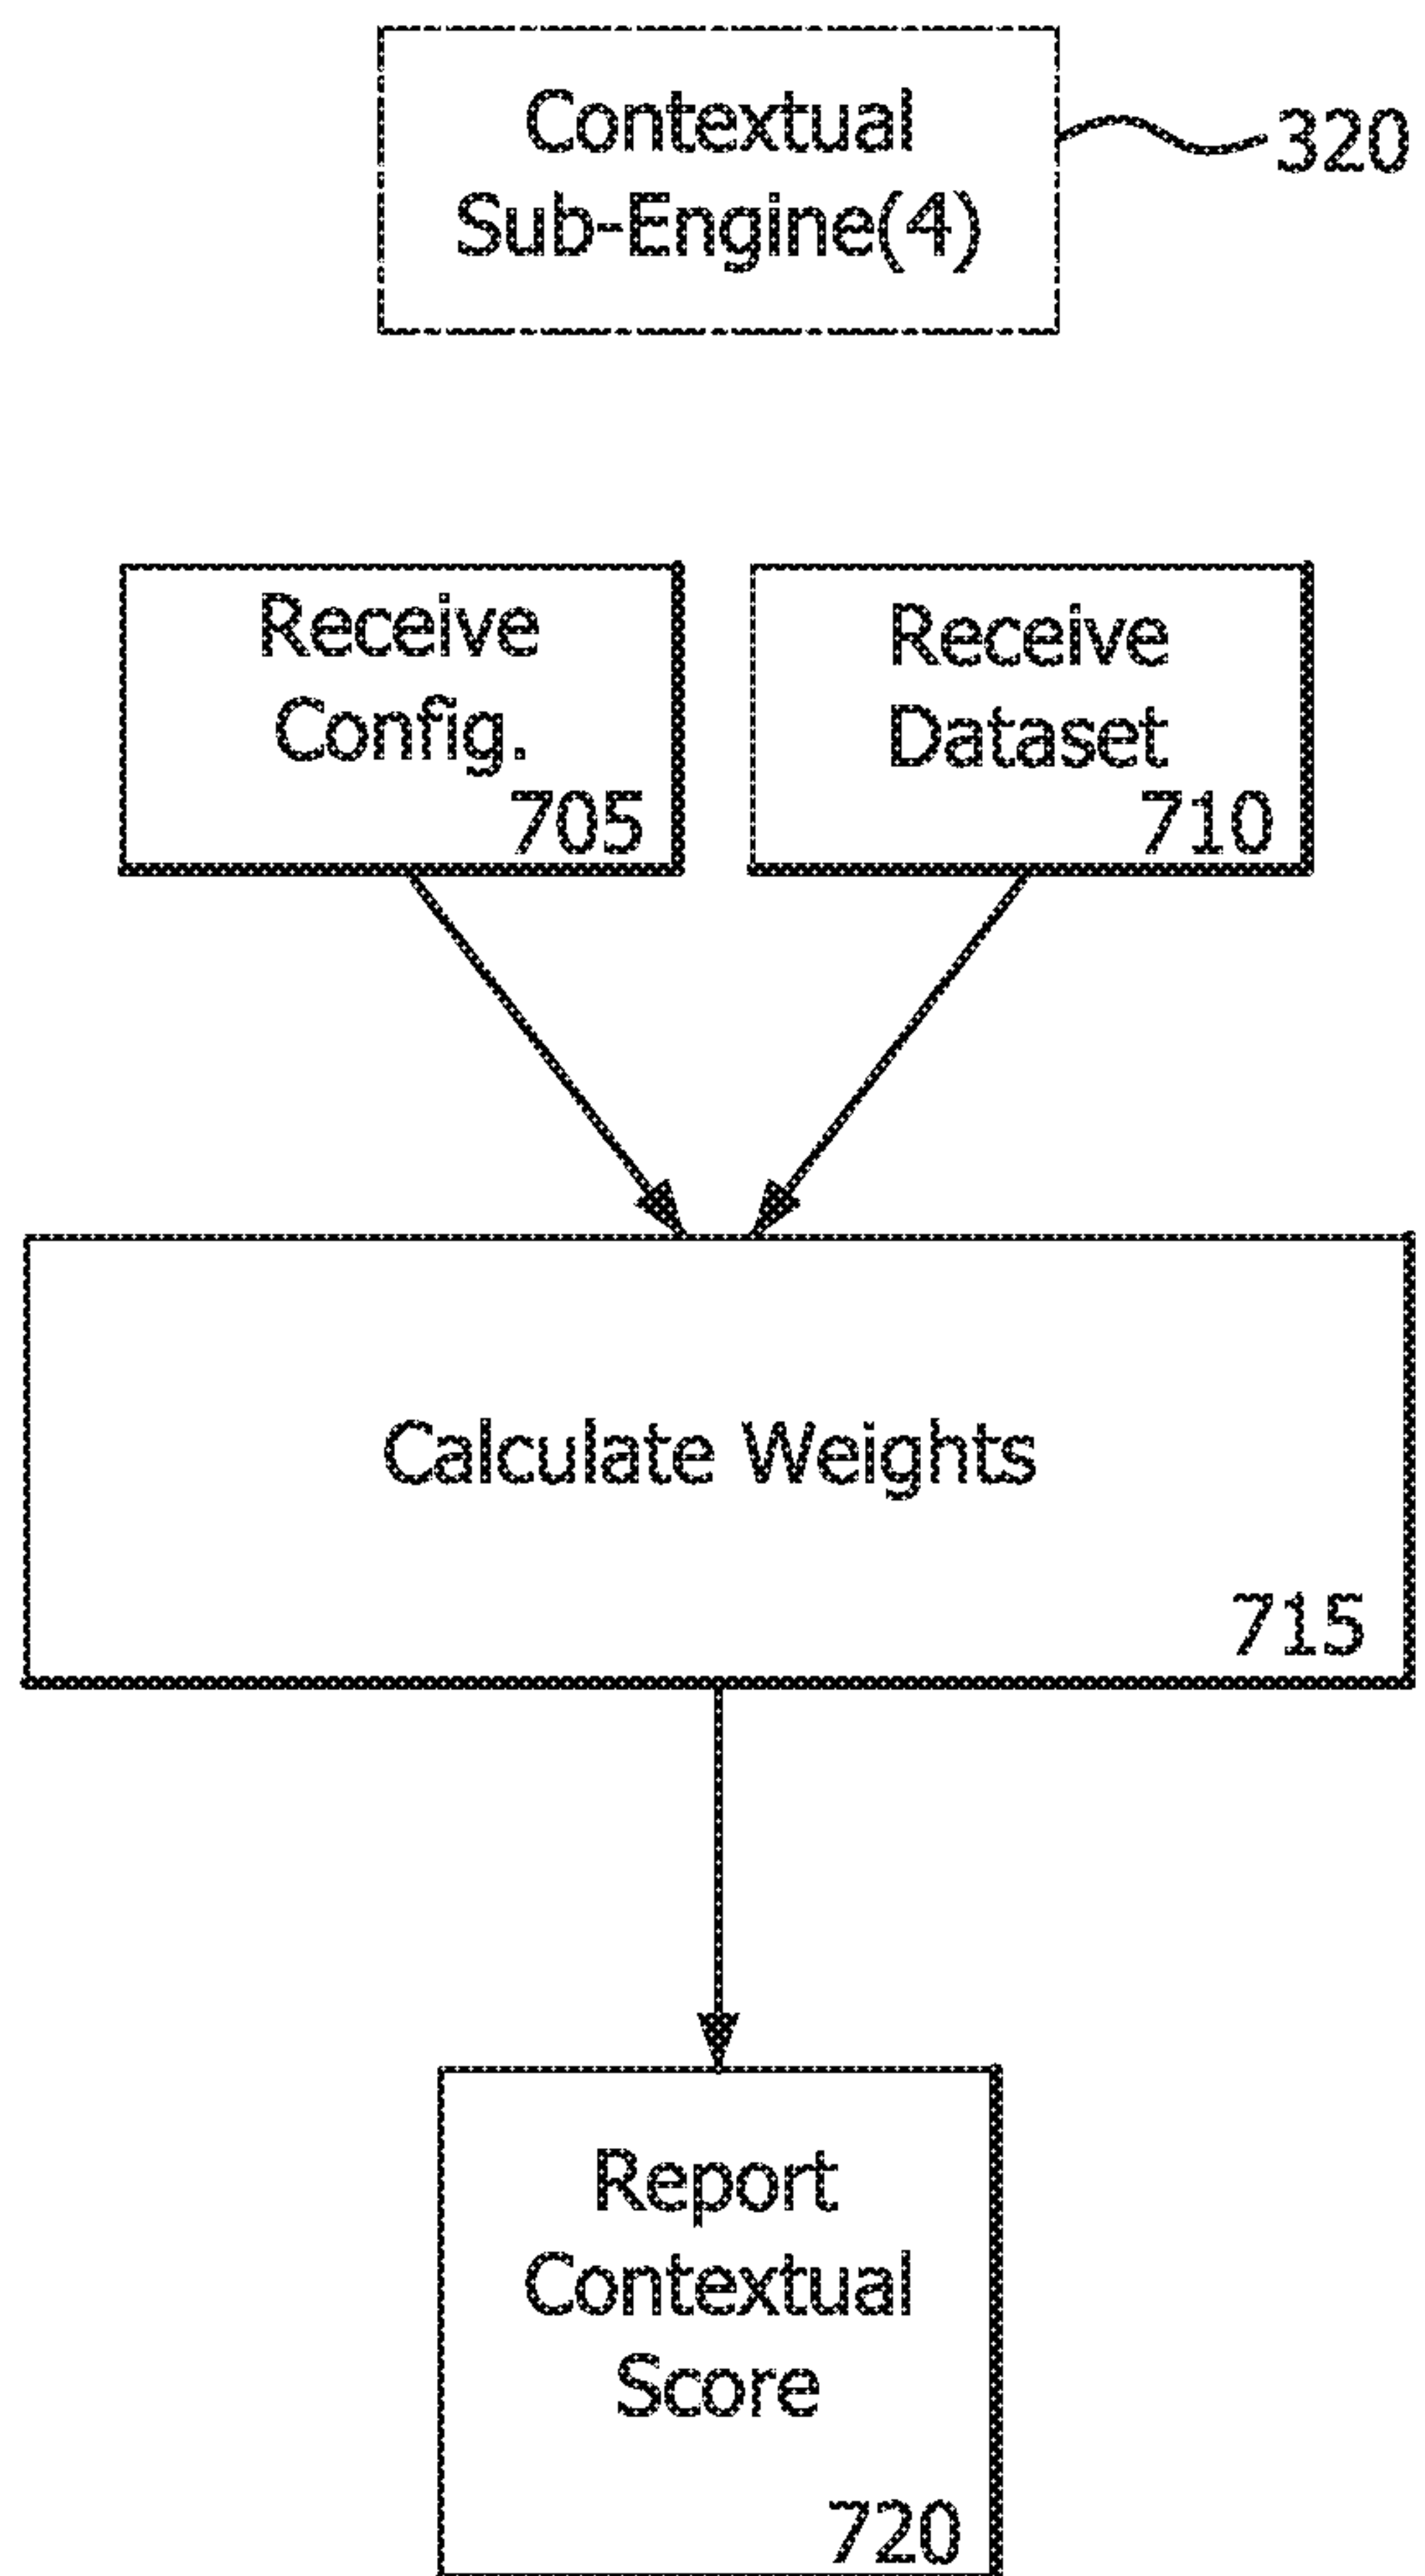 Contextual
Sub-Engine(4)
320
Receive
Config.
705
Receive
Dataset
710
Calculate Weights
715
Report
Contextual
Score
720